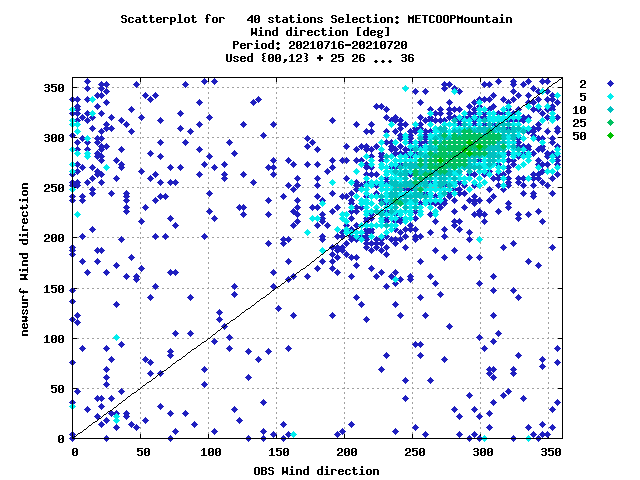 Scatterplot for 40 stations Selection: METCOOPMountain
Wind direction [deg]
Period: 20210716-20210720
Used {00,12} + 25 26 ... 36
350
300
250
200
150
100
50
0
0 50 100 150 200 250 300 350
newsurf Wind direction
OBS Wind direction
2
5
10
25
50